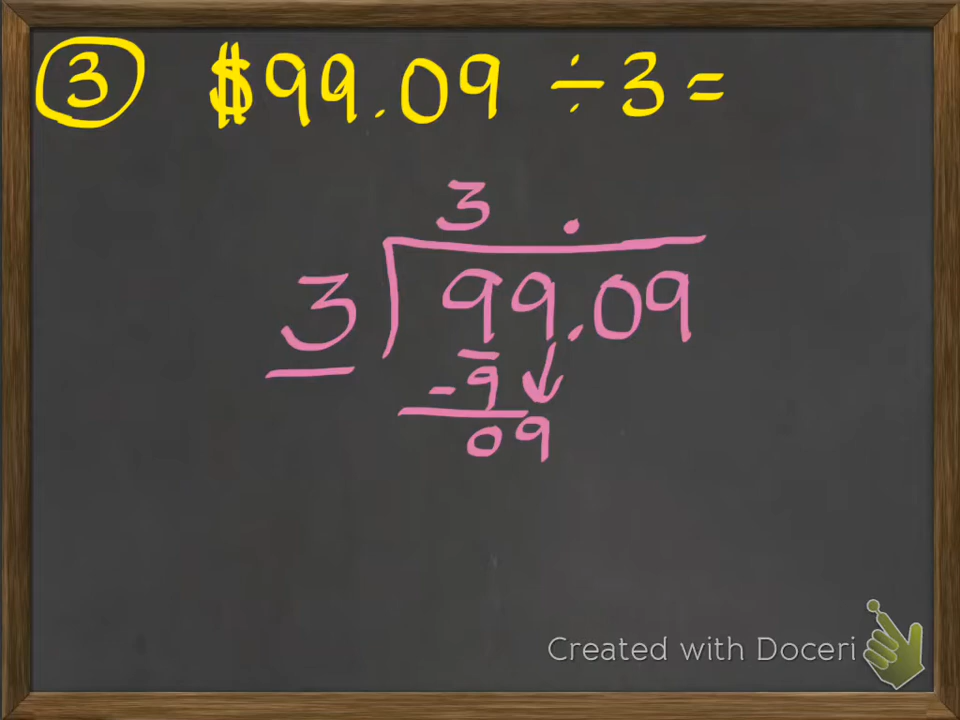 3 $99.09 ÷ 3 =
3 .
3 99.09
-9
09
Created with Doceri